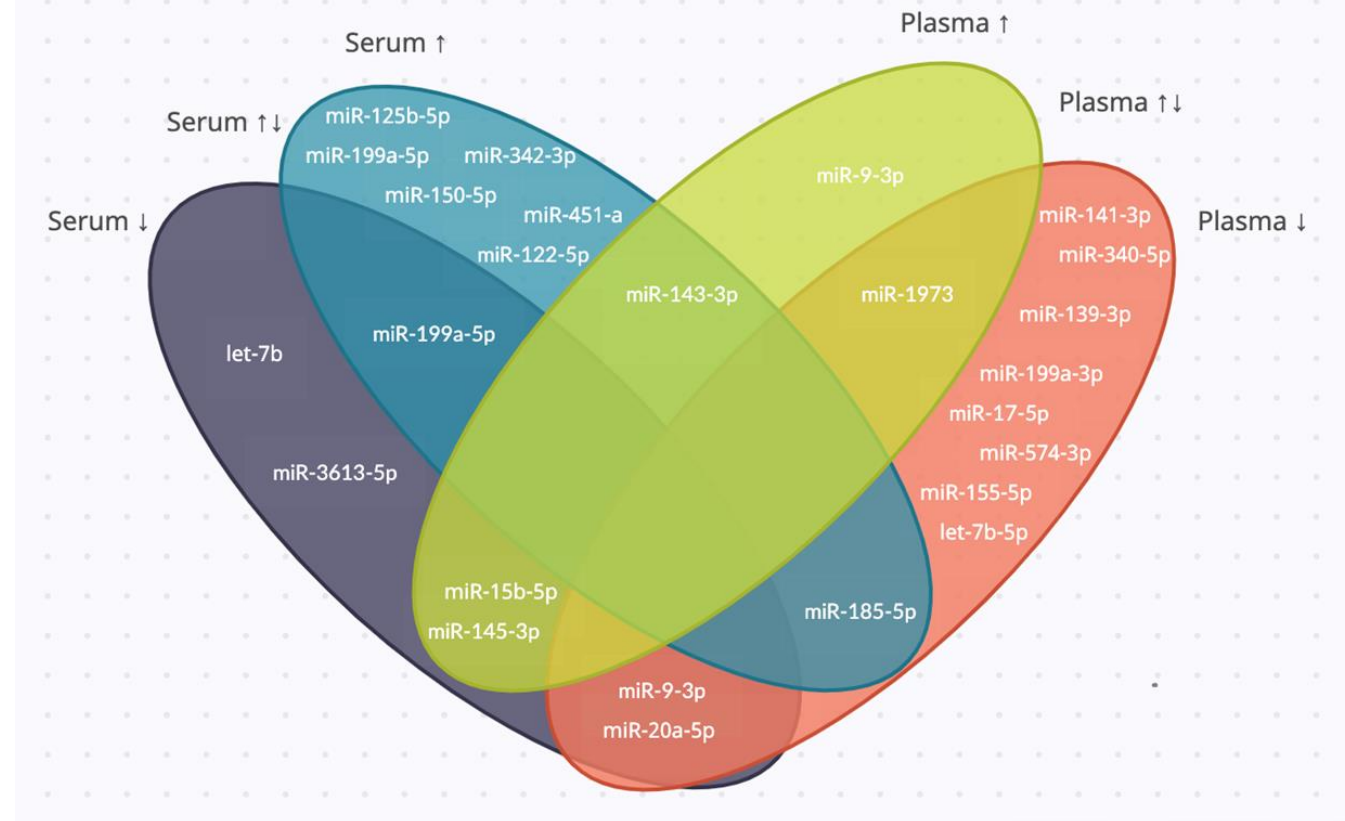 Plasma ↑
Serum ↑
Plasma ↑↓
Serum ↑↓
miR-125b-5p
miR-199a-5p miR-342-3p
miR-9-3p
miR-150-5p
miR-451-a
miR-141-3p
Serum ↓
Plasma ↓
miR-122-5p
miR-340-5p
miR-143-3p
miR-1973
miR-139-3p
miR-199a-5p
let-7b
miR-199a-3p
miR-17-5p
miR-574-3p
miR-3613-5p
miR-155-5p
let-7b-5p
miR-15b-5p
miR-185-5p
miR-145-3p
miR-9-3p
miR-20a-5p